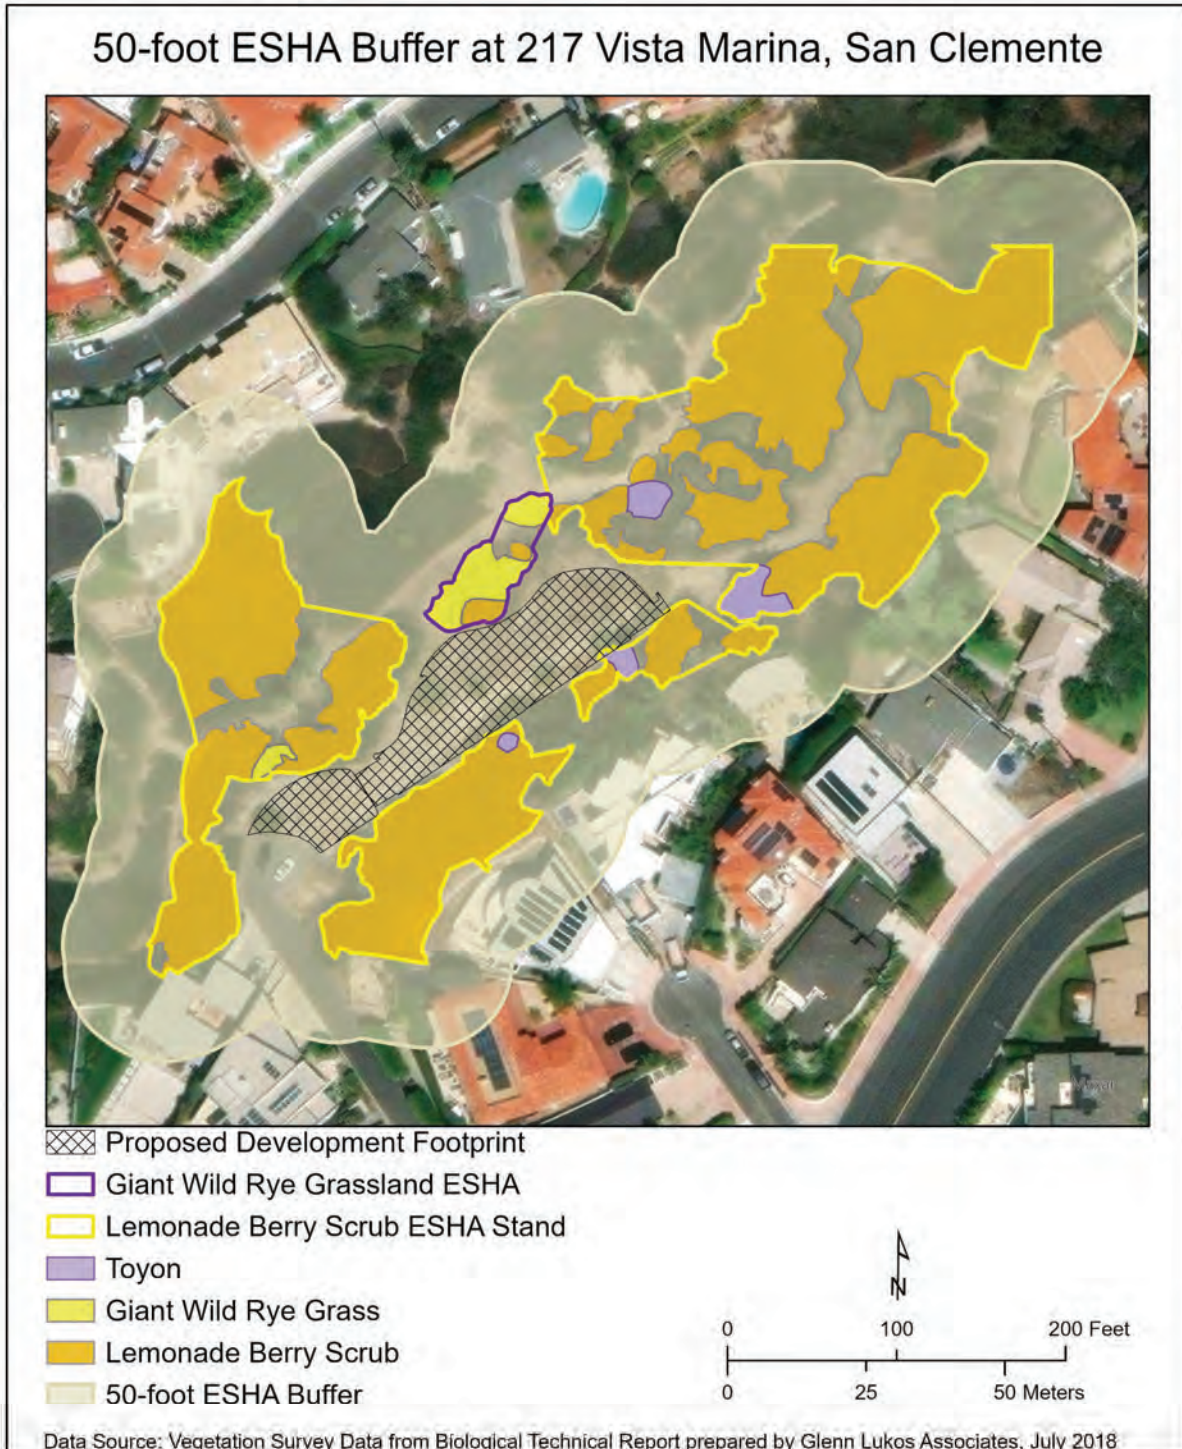 50-foot ESHA Buffer at 217 Vista Marina, San Clemente
Proposed Development Footprint
Giant Wild Rye Grassland ESHA
Lemonade Berry Scrub ESHA Stand
Toyon
Giant Wild Rye Grass
Lemonade Berry Scrub
50-foot ESHA Buffer
N
0 100 200 Feet
0 25 50 Meters
Data Source: Vegetation Survey Data from Biological Technical Report prepared by Glenn Lukos Associates, July 2018